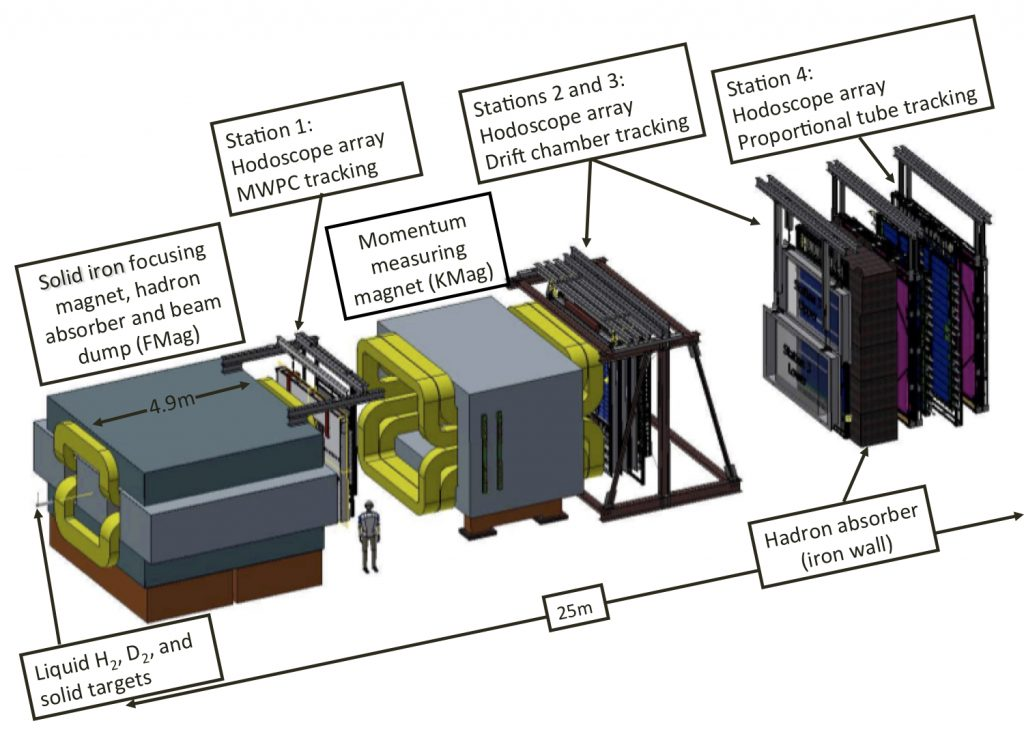 Station 4:
Hodoscope array
Proportional tube tracking
Stations 2 and 3:
Hodoscope array
Drift chamber tracking
Station 1:
Hodoscope array
MWPC tracking
Momentum
measuring
magnet (KMag)
Solid iron focusing
magnet, hadron
absorber and beam
dump (FMag)
4.9m
Hadron absorber
(iron wall)
25m
Liquid H₂, D₂, and
solid targets